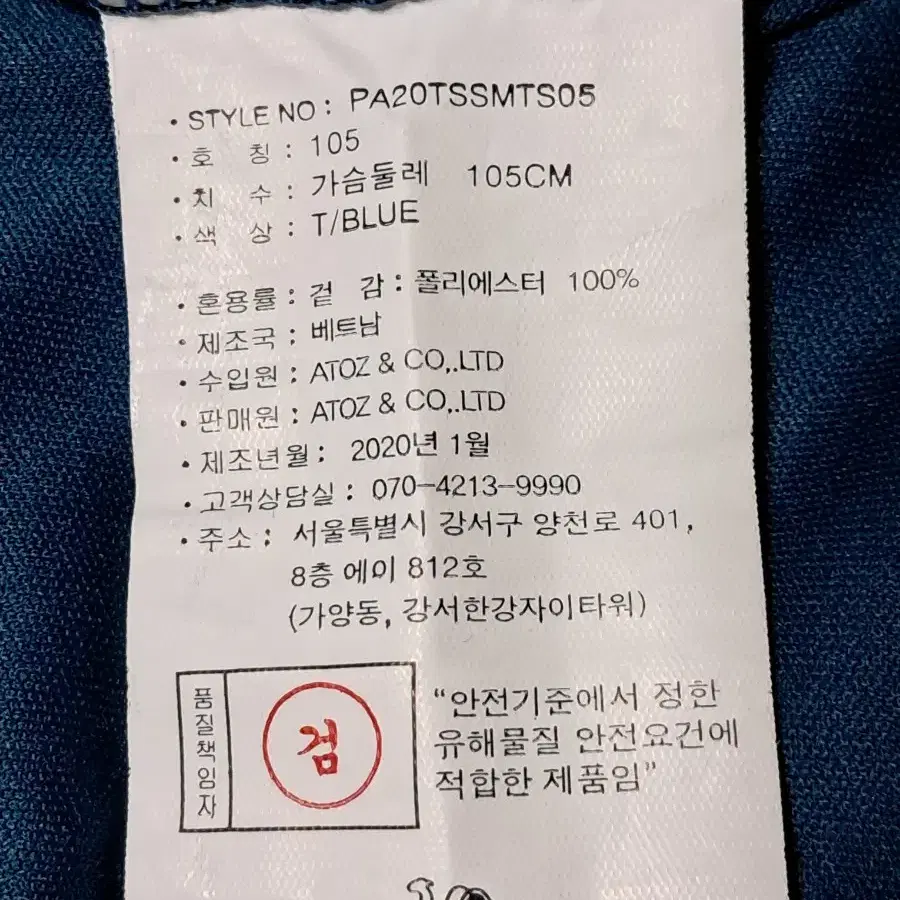 • STYLE NO : PA20TSSMTS05
• 호 칭 : 105
• 치 수 : 가슴둘레 105CM
• 색 상 : T/BLUE
• 혼용률 : 겉 감 : 폴리에스터 100%
• 제조국 : 베트남
• 수입원 : ATOZ & CO,.LTD
• 판매원 : ATOZ & CO,.LTD
• 제조년월 : 2020년 1월
• 고객상담실 : 070-4213-9990
• 주소 : 서울특별시 강서구 양천로 401,
8층 에이 812호
(가양동, 강서한강자이타워)
품질책임자
검
“안전기준에서 정한
유해물질 안전요건에
적합한 제품임”